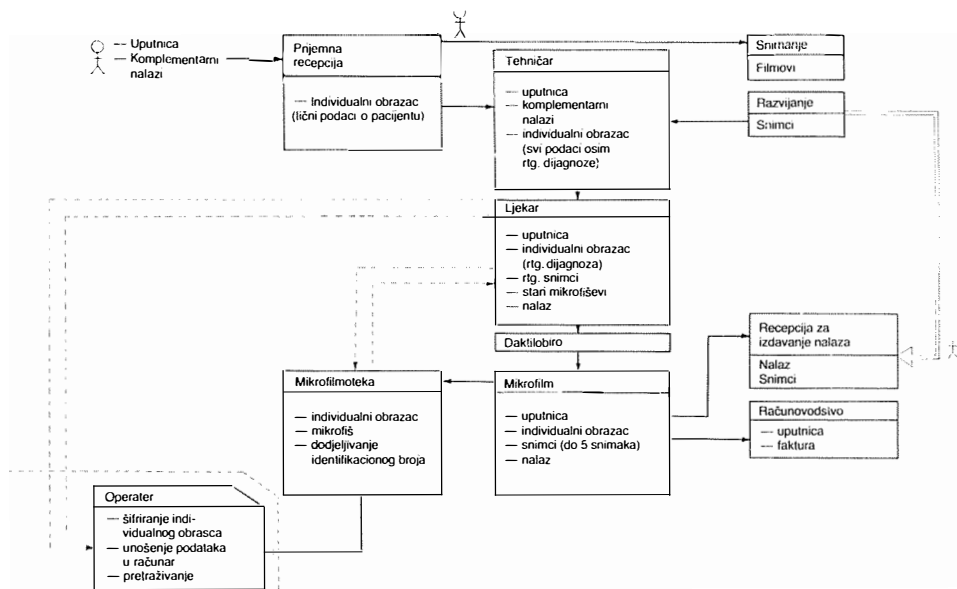 — Uputnica
— Komplementarni
nalazi
Prijemna
recepcija
— Individualni obrazac
(lični podaci o pacijentu)
Tehničar
— uputnica
— komplementarni
nalazi
— individualni obrazac
(svi podaci osim
rtg. dijagnoze)
Snimanje
Filmovi
Razvijanje
Snimci
Ljekar
— uputnica
— individualni obrazac
(rtg. dijagnoza)
— rtg. snimci
— stari mikrofiševi
— nalaz
Daktilobiro
Recepcija za
izdavanje nalaza
Nalaz
Snimci
Mikrofilmoteka
— individualni obrazac
— mikrofiš
— dodjeljivanje
identifikacionog broja
Mikrofilm
— uputnica
— individualni obrazac
— snimci (do 5 snimaka)
— nalaz
Računovodsivo
— uputnica
— faktura
Operater
— šifriranje indi-
vidualnog obrasca
— unošenje podataka
u računar
— pretraživanje